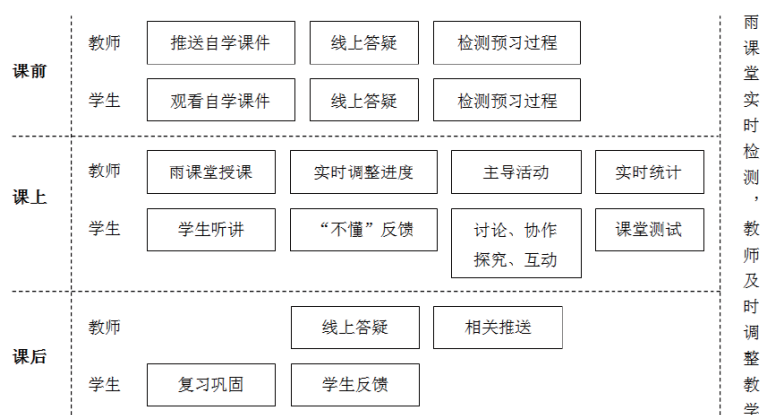 教师 推送自学课件 线上答疑 检测预习过程
课前
学生 观看自学课件 线上答疑 检测预习过程
教师 雨课堂授课 实时调整进度 主导活动 实时统计
课上
学生 学生听讲 “不懂”反馈 讨论、协作 课堂测试
探究、互动
教师 线上答疑 相关推送
课后
学生 复习巩固 学生反馈
雨课堂实时检测，教师及时调整教学